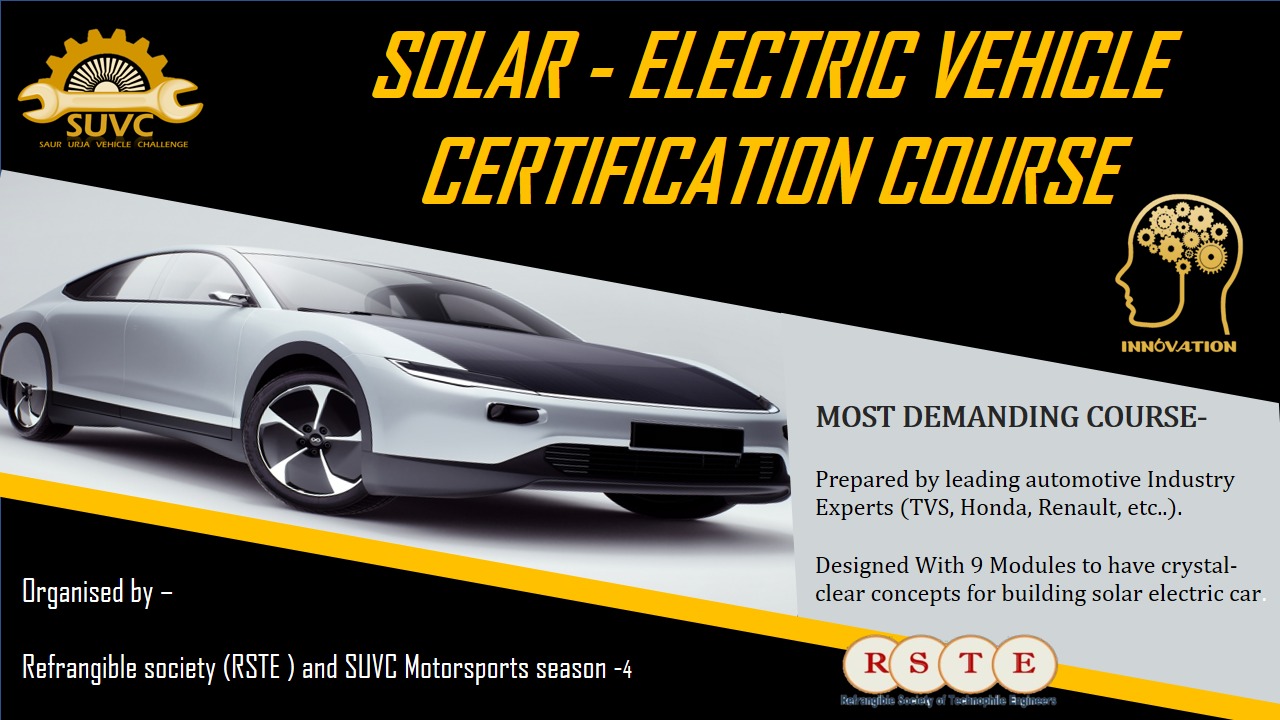 SUVC
SAUR URJA VEHICLE CHALLENGE
SOLAR - ELECTRIC VEHICLE
CERTIFICATION COURSE
INNOVATION
MOST DEMANDING COURSE-
Prepared by leading automotive Industry
Experts (TVS, Honda, Renault, etc..).
Designed With 9 Modules to have crystal-
clear concepts for building solar electric car.
Organised by –
Refrangible society (RSTE ) and SUVC Motorsports season -4
R S T E
Refrangible Society of Technophile Engineers